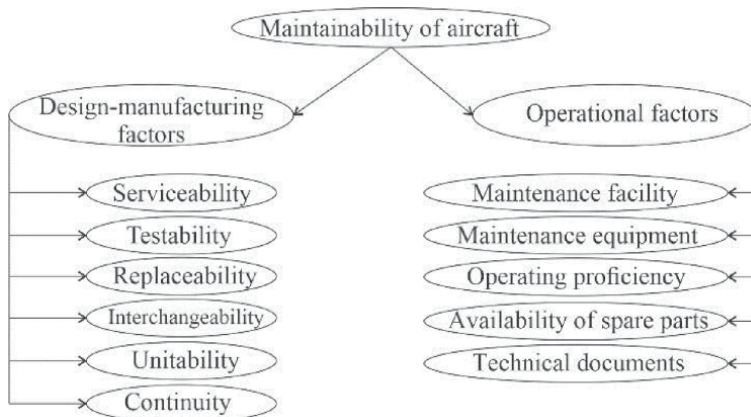 Maintainability of aircraft
Design-manufacturing
factors
Operational factors
Serviceability
Testability
Replaceability
Interchangeability
Unitability
Continuity
Maintenance facility
Maintenance equipment
Operating proficiency
Availability of spare parts
Technical documents